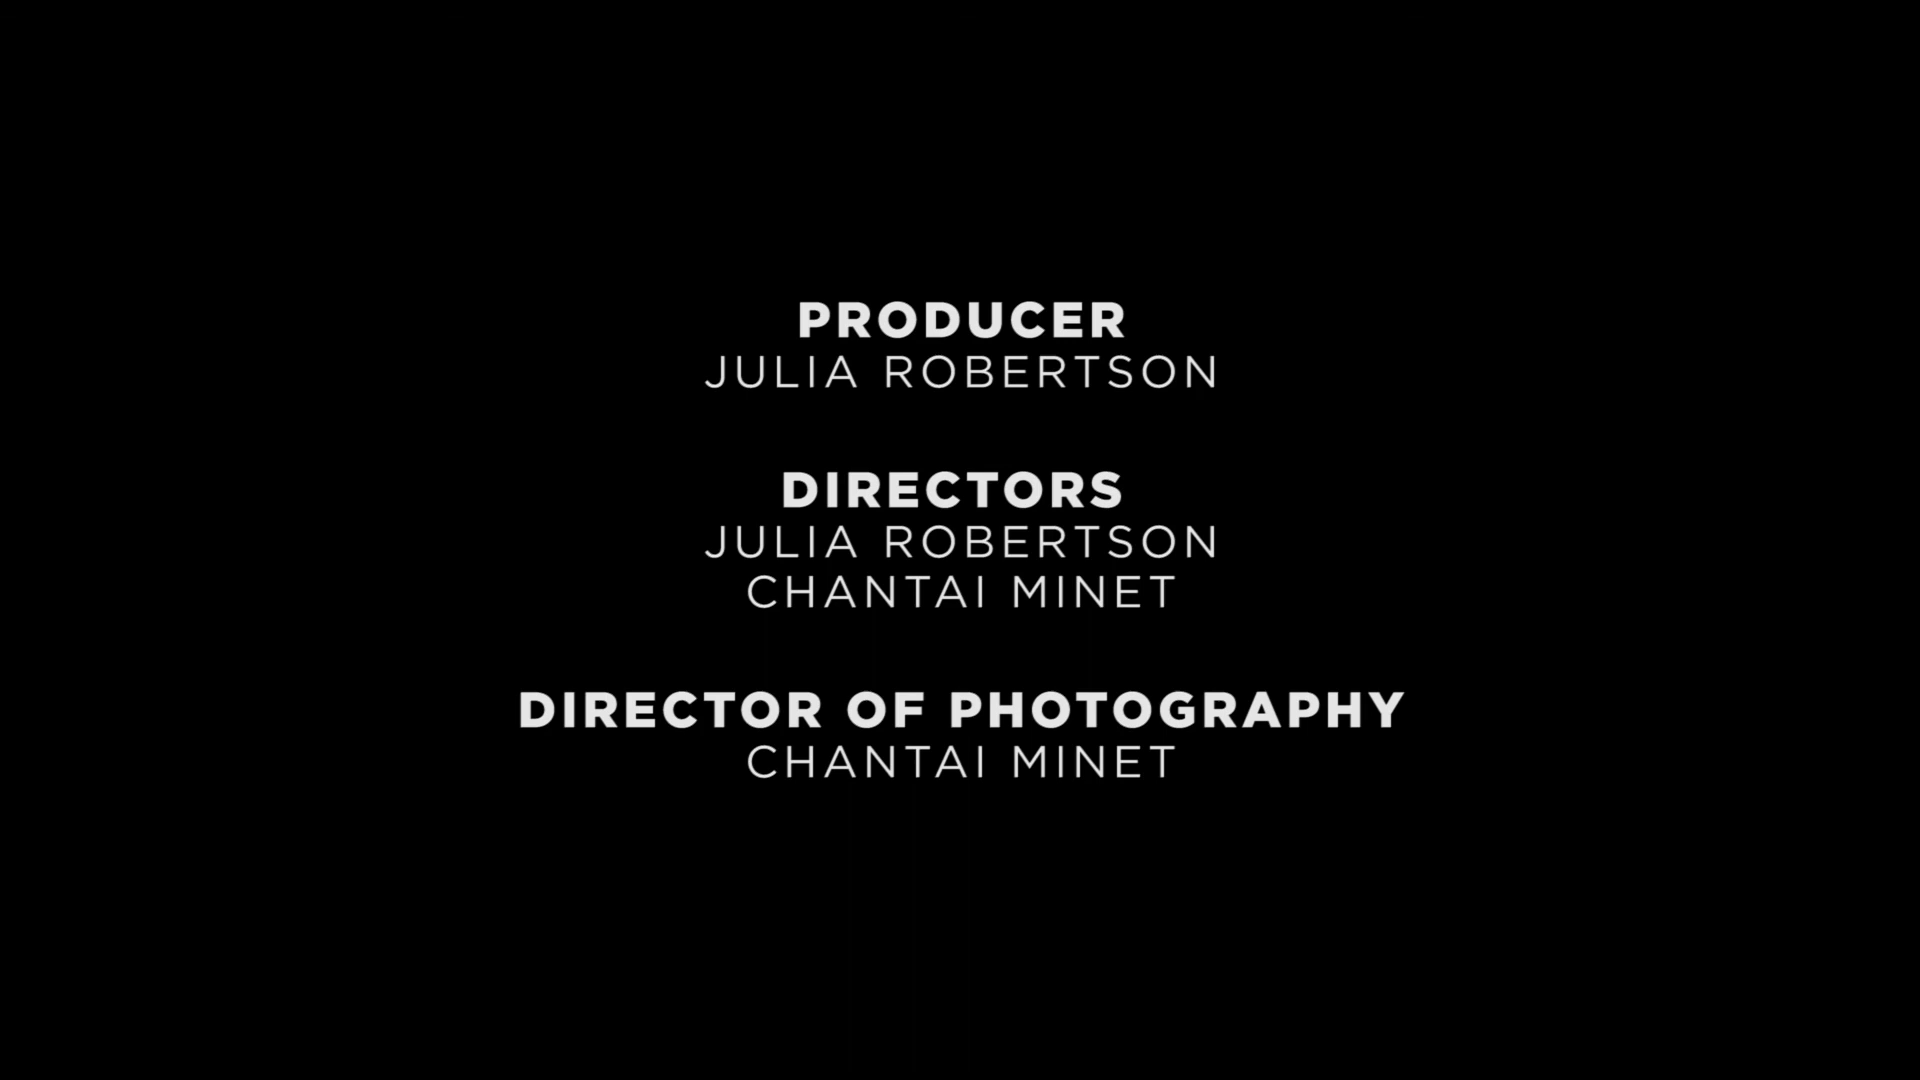 PRODUCER
JULIA ROBERTSON
DIRECTORS
JULIA ROBERTSON
CHANTAI MINET
DIRECTOR OF PHOTOGRAPHY
CHANTAI MINET